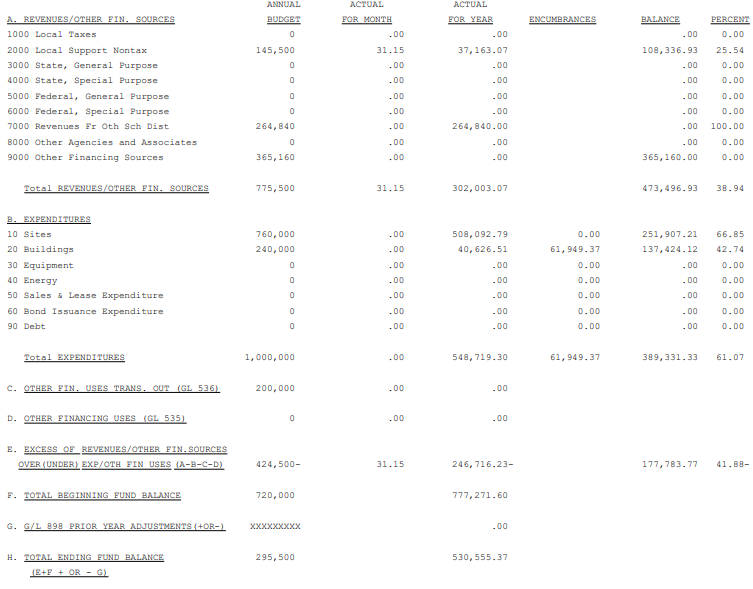 ANNUAL ACTUAL ACTUAL
A. REVENUES/OTHER FIN. SOURCES BUDGET FOR MONTH FOR YEAR ENCUMBRANCES BALANCE PERCENT
1000 Local Taxes 0 .00 .00 .00 0.00
2000 Local Support Nontax 145,500 31.15 37,163.07 108,336.93 25.54
3000 State, General Purpose 0 .00 .00 .00 0.00
4000 State, Special Purpose 0 .00 .00 .00 0.00
5000 Federal, General Purpose 0 .00 .00 .00 0.00
6000 Federal, Special Purpose 0 .00 .00 .00 0.00
7000 Revenues Fr Oth Sch Dist 264,840 .00 264,840.00 .00 100.00
8000 Other Agencies and Associates 0 .00 .00 .00 0.00
9000 Other Financing Sources 365,160 .00 .00 365,160.00 0.00
Total REVENUES/OTHER FIN. SOURCES 775,500 31.15 302,003.07 473,496.93 38.94
B. EXPENDITURES
10 Sites 760,000 .00 508,092.79 0.00 251,907.21 66.85
20 Buildings 240,000 .00 40,626.51 61,949.37 137,424.12 42.74
30 Equipment 0 .00 .00 0.00 .00 0.00
40 Energy 0 .00 .00 0.00 .00 0.00
50 Sales & Lease Expenditure 0 .00 .00 0.00 .00 0.00
60 Bond Issuance Expenditure 0 .00 .00 0.00 .00 0.00
90 Debt 0 .00 .00 0.00 .00 0.00
Total EXPENDITURES 1,000,000 .00 548,719.30 61,949.37 389,331.33 61.07
C. OTHER FIN. USES TRANS. OUT (GL 536) 200,000 .00 .00
D. OTHER FINANCING USES (GL 535) 0 .00 .00
E. EXCESS OF REVENUES/OTHER FIN.SOURCES
OVER(UNDER) EXP/OTH FIN USES (A-B-C-D) 424,500- 31.15 246,716.23- 177,783.77 41.88-
F. TOTAL BEGINNING FUND BALANCE 720,000 777,271.60
G. G/L 898 PRIOR YEAR ADJUSTMENTS(+OR-) XXXXXXXXX .00
H. TOTAL ENDING FUND BALANCE 295,500 530,555.37
(E+F + OR - G)